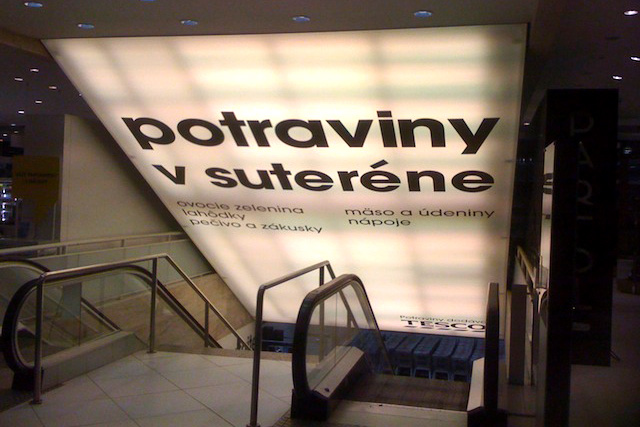 potraviny
v suteréne
ovocie zelenina
lahôdky
pečivo a zákusky
mäso a údeniny
nápoje
Potraviny dodáva
TESCO